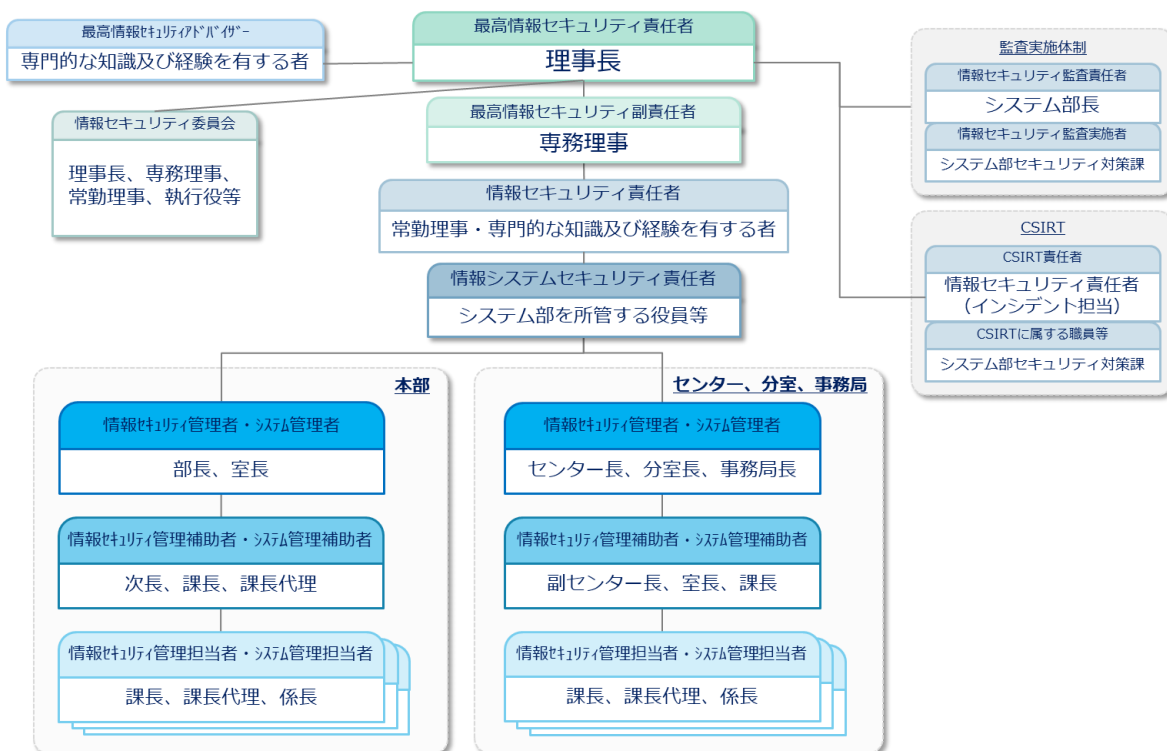 最高情報ｾｷｭﾘﾃｨｱﾄﾞﾊﾞｲｻﾞｰ
専門的な知識及び経験を有する者
最高情報セキュリティ責任者
理事長
情報セキュリティ委員会
理事長、専務理事、
常勤理事、執行役等
最高情報セキュリティ副責任者
専務理事
情報セキュリティ責任者
常勤理事・専門的な知識及び経験を有する者
情報システムセキュリティ責任者
システム部を所管する役員等
監査実施体制
情報セキュリティ監査責任者
システム部長
情報セキュリティ監査実施者
システム部セキュリティ対策課
CSIRT
CSIRT責任者
情報セキュリティ責任者
（インシデント担当）
CSIRTに属する職員等
システム部セキュリティ対策課
本部
情報ｾｷｭﾘﾃｨ管理者・ｼｽﾃﾑ管理者
部長、室長
情報ｾｷｭﾘﾃｨ管理補助者・ｼｽﾃﾑ管理補助者
次長、課長、課長代理
情報ｾｷｭﾘﾃｨ管理担当者・ｼｽﾃﾑ管理担当者
課長、課長代理、係長
センター、分室、事務局
情報ｾｷｭﾘﾃｨ管理者・ｼｽﾃﾑ管理者
センター長、分室長、事務局長
情報ｾｷｭﾘﾃｨ管理補助者・ｼｽﾃﾑ管理補助者
副センター長、室長、課長
情報ｾｷｭﾘﾃｨ管理担当者・ｼｽﾃﾑ管理担当者
課長、課長代理、係長